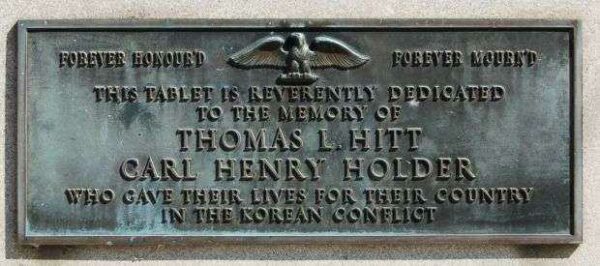 FOREVER HONOUR'D FOREVER MOURN'D
THIS TABLET IS REVERENTLY DEDICATED
TO THE MEMORY OF
THOMAS L. HITT
CARL HENRY HOLDER
WHO GAVE THEIR LIVES FOR THEIR COUNTRY
IN THE KOREAN CONFLICT